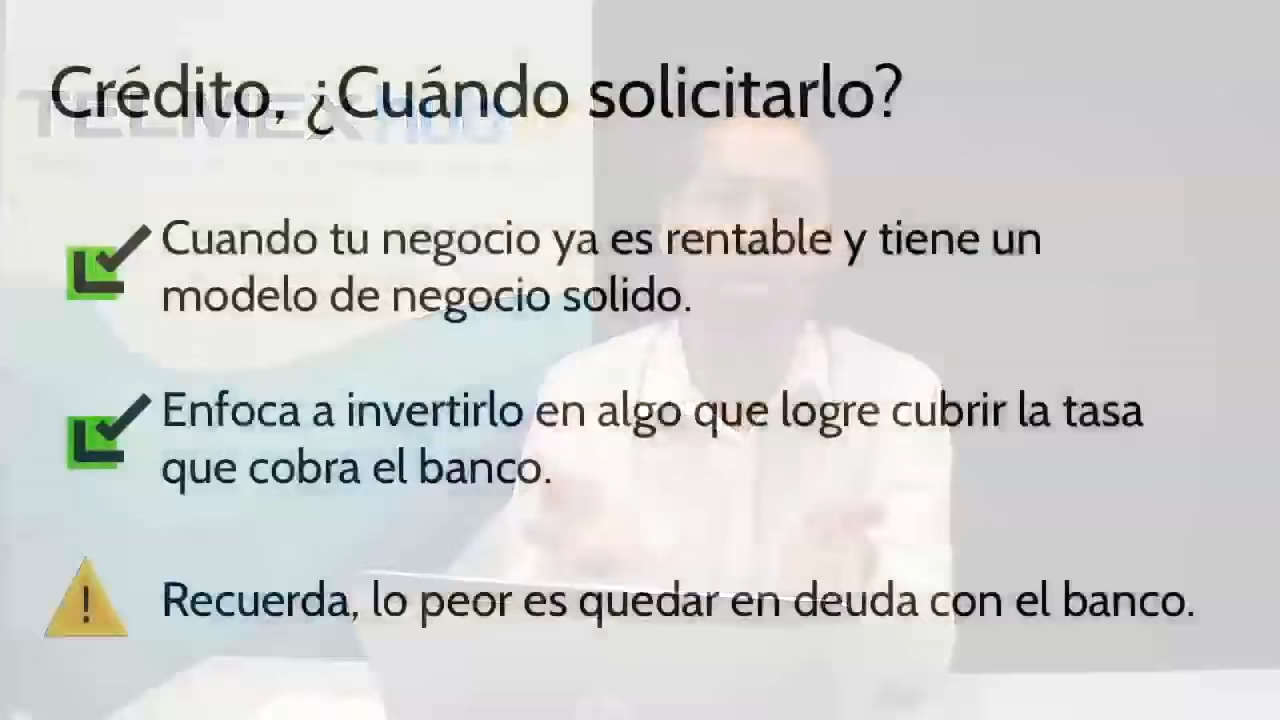 Crédito, ¿Cuándo solicitarlo?
TELMEX hub
Cuando tu negocio ya es rentable y tiene un
modelo de negocio solido.
Enfoca a invertirlo en algo que logre cubrir la tasa
que cobra el banco.
Recuerda, lo peor es quedar en deuda con el banco.